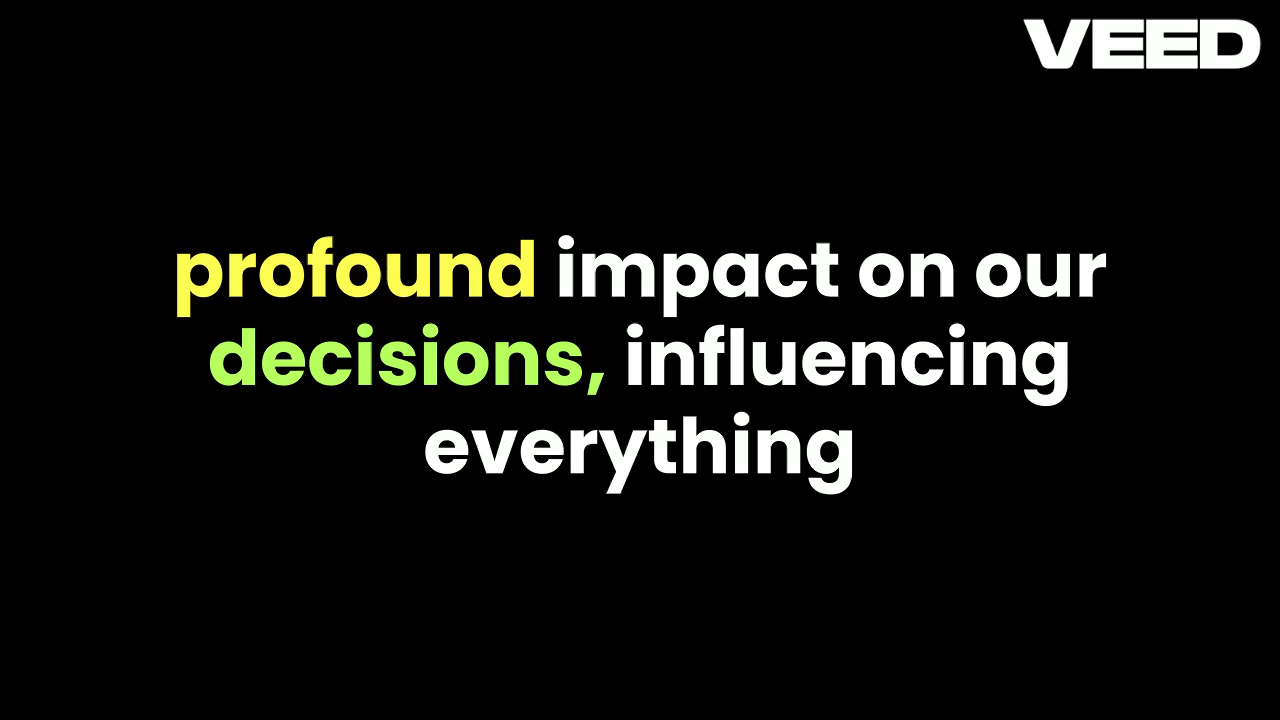 VEED
profound impact on our
decisions, influencing
everything